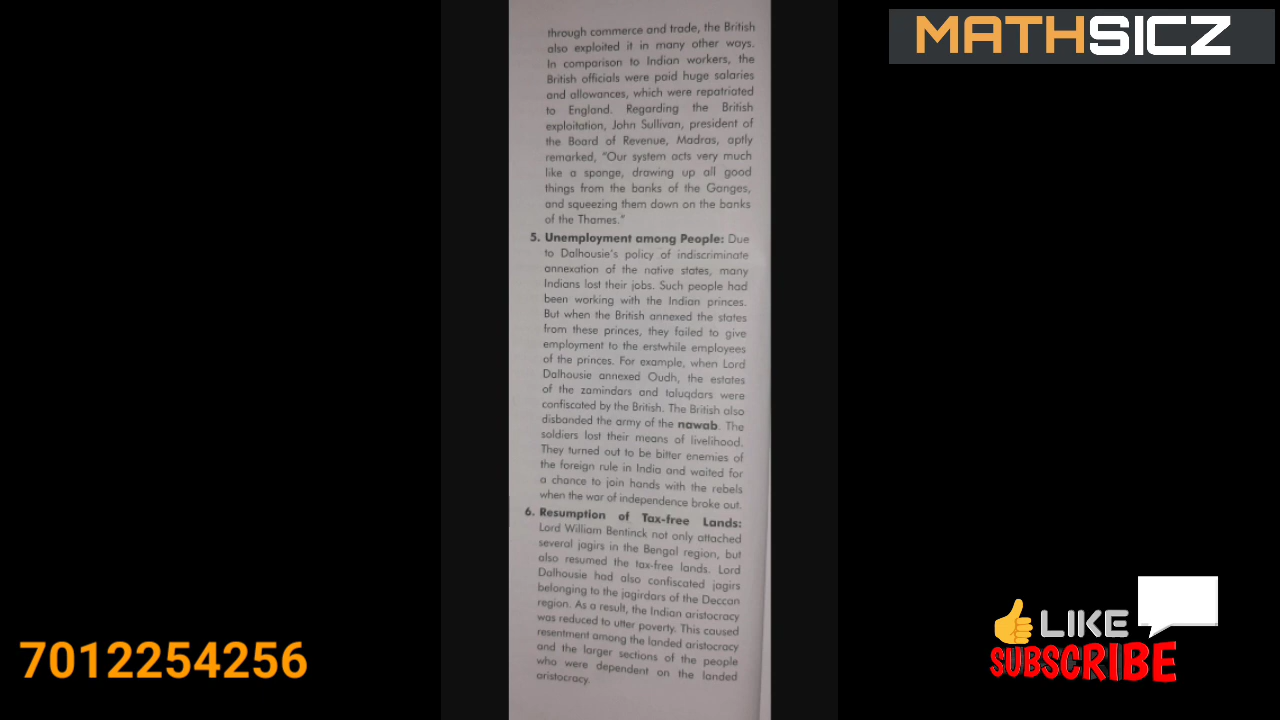 MATHSICZ
through commerce and trade, the British
also exploited it in many other ways.
In comparison to Indian workers, the
British officials were paid huge salaries
and allowances, which were repatriated
to England. Regarding the British
exploitation, John Sullivan, president of
the Board of Revenue, Madras, aptly
remarked, "Our system acts very much
like a sponge, drawing up all good
things from the banks of the Ganges,
and squeezing them down on the banks
of the Thames."
5. Unemployment among People: Due
to Dalhousie's policy of indiscriminate
annexation of the native states, many
Indians lost their jobs. Such people had
been working with the Indian princes.
But when the British annexed the states
from these princes, they failed to give
employment to the erstwhile employees
of the princes. For example, when Lord
Dalhousie annexed Oudh, the estates
of the zamindars and taluqdars were
confiscated by the British. The British also
disbanded the army of the nawab. The
soldiers lost their means of livelihood.
They turned out to be bitter enemies of
the foreign rule in India and waited for
a chance to join hands with the rebels
when the war of independence broke out.
6. Resumption of Tax-free Lands:
Lord William Bentinck not only attached
several jagirs in the Bengal region, but
also resumed the tax-free lands. Lord
Dalhousie had also confiscated jagirs
belonging to the jagirdars of the Deccan
region. As a result, the Indian aristocracy
was reduced to utter poverty. This caused
resentment among the landed aristocracy
and the larger sections of the people
who were dependent on the landed
aristocracy.
7012254256
LIKE
SUBSCRIBE